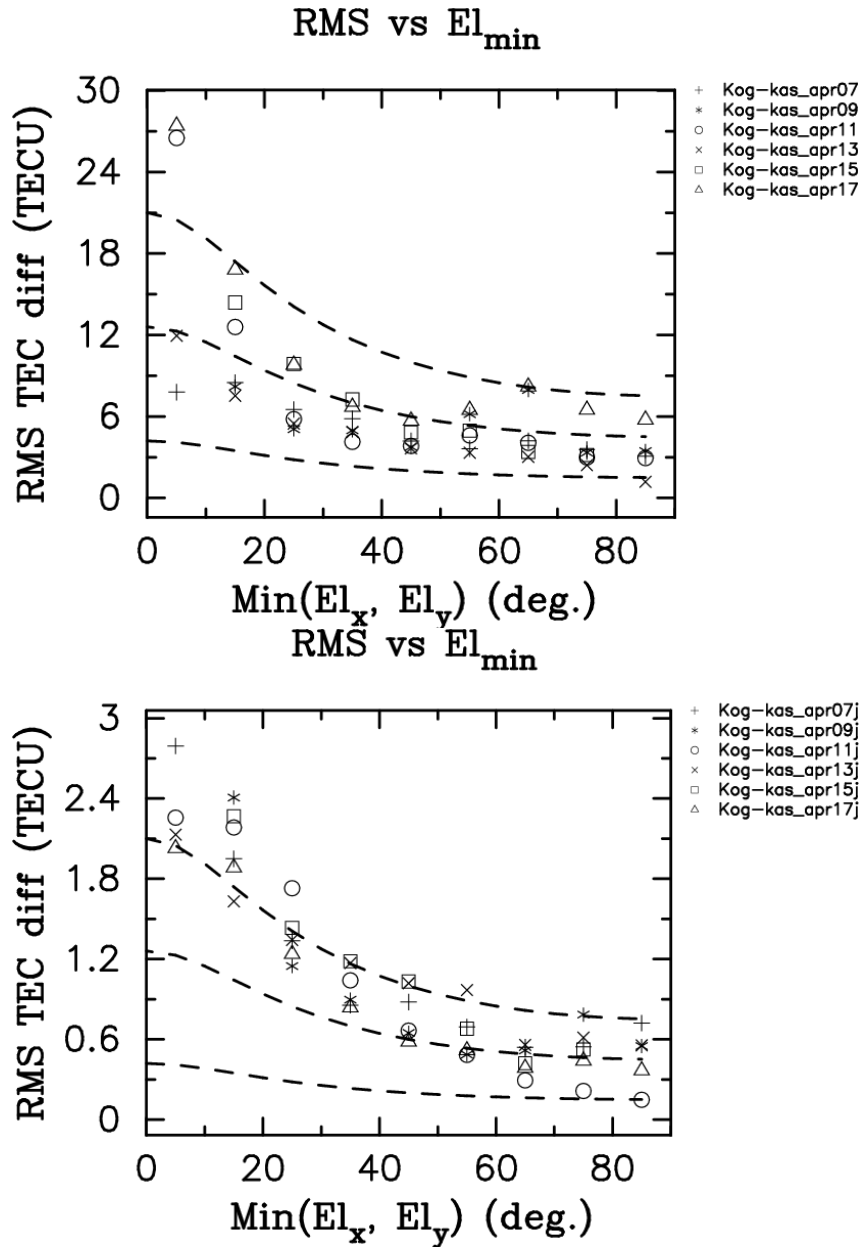 RMS vs El_min
30
24
18
12
6
0
RMS TEC diff (TECU)
0 20 40 60 80
Min(El_x, El_y) (deg.)
Kog-kas_apr07
Kog-kas_apr09
Kog-kas_apr11
Kog-kas_apr13
Kog-kas_apr15
Kog-kas_apr17
RMS vs El_min
3
2.4
1.8
1.2
0.6
0
RMS TEC diff (TECU)
0 20 40 60 80
Min(El_x, El_y) (deg.)
Kog-kas_apr07j
Kog-kas_apr09j
Kog-kas_apr11j
Kog-kas_apr13j
Kog-kas_apr15j
Kog-kas_apr17j